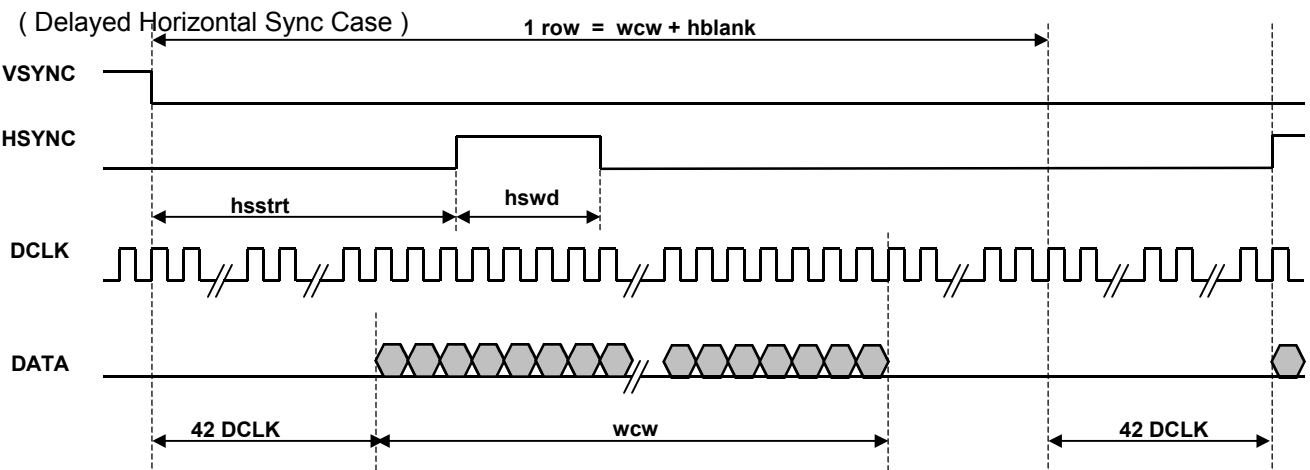 ( Delayed Horizontal Sync Case )
1 row = wcw + hblank
VSYNC
HSYNC
hsstrt
hswd
DCLK
DATA
42 DCLK
wcw
42 DCLK